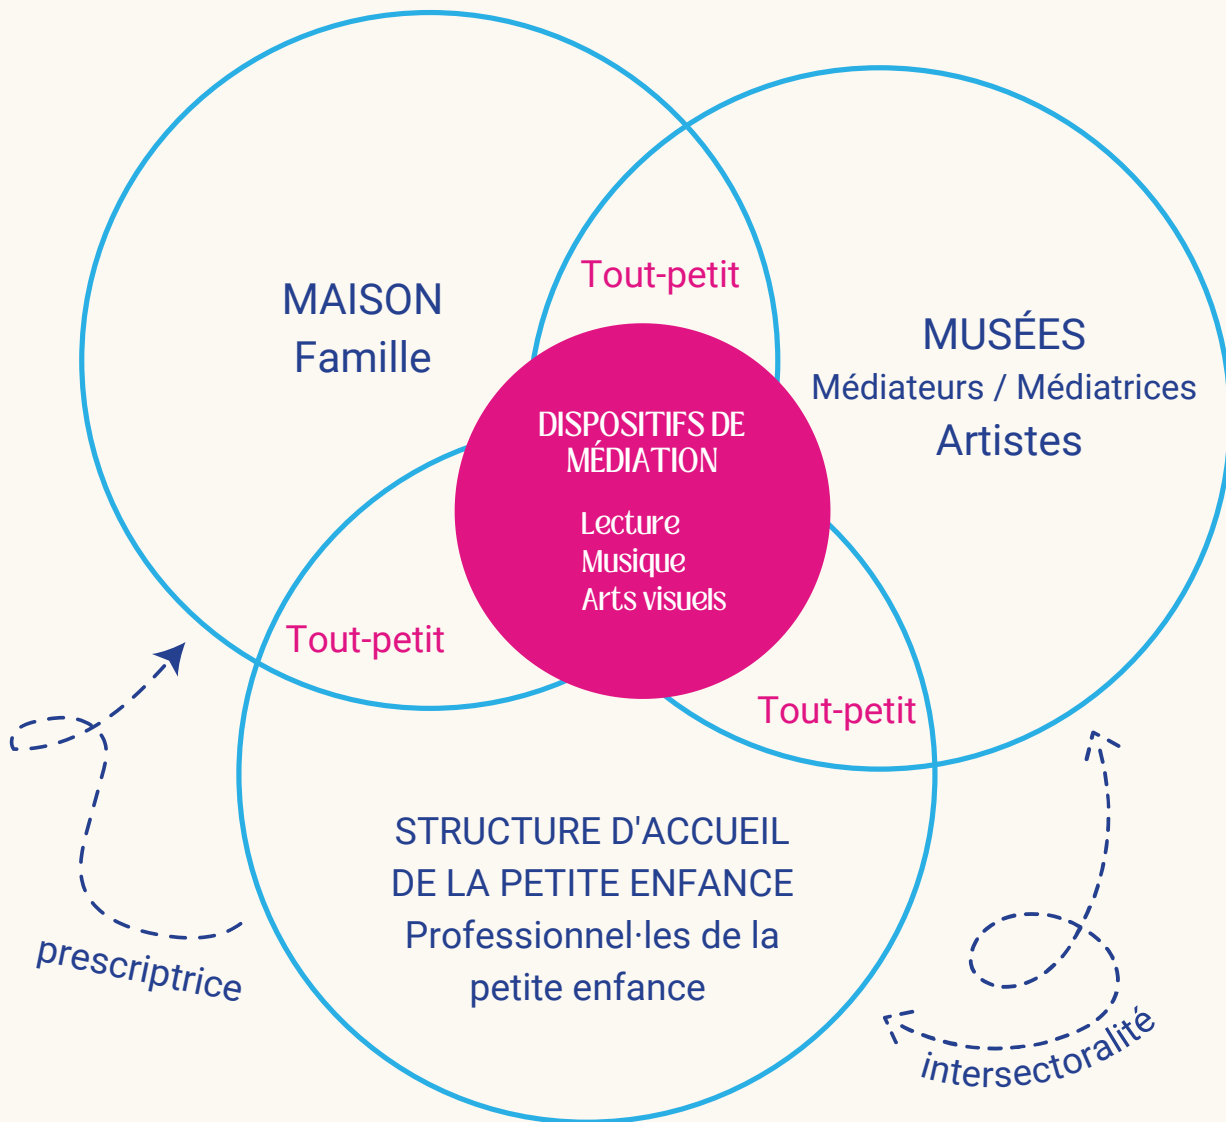 Tout-petit
MAISON
Famille
MUSÉES
Médiateurs / Médiatrices
Artistes
DISPOSITIFS DE
MÉDIATION
Lecture
Musique
Arts visuels
Tout-petit
Tout-petit
STRUCTURE D'ACCUEIL
DE LA PETITE ENFANCE
Professionnel·les de la
petite enfance
prescriptrice
intersectoralité